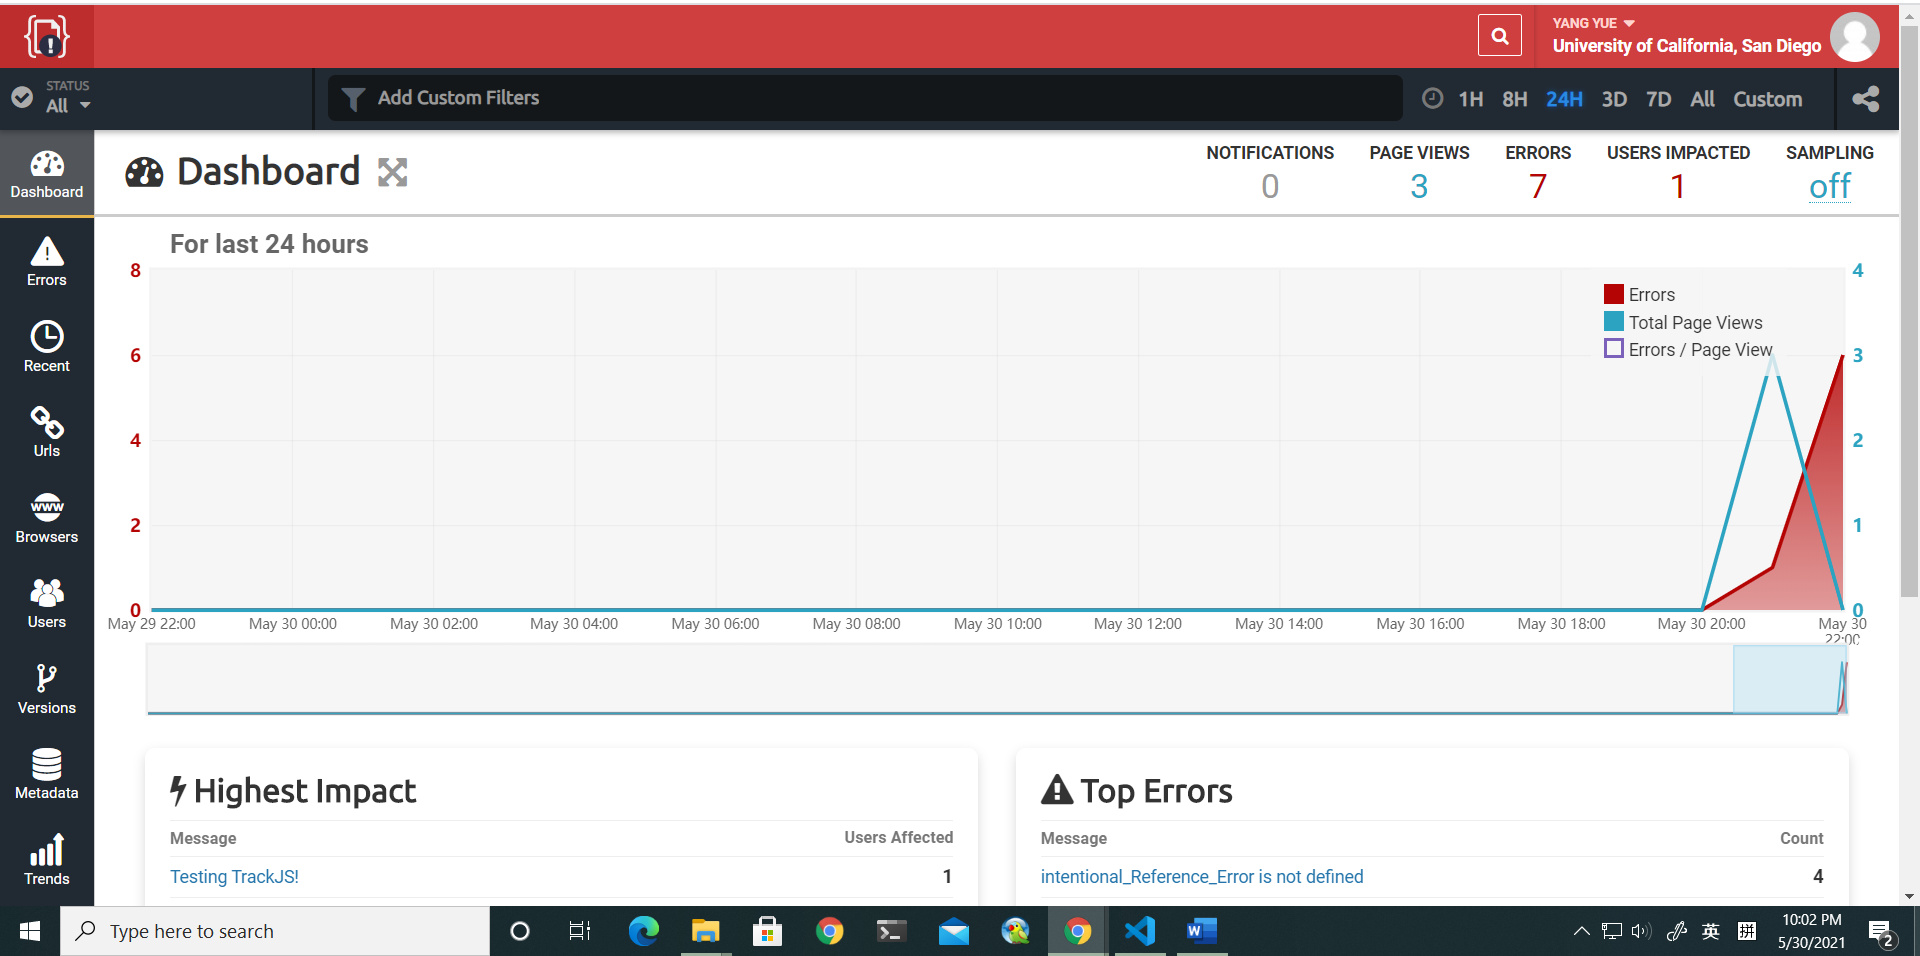 YANG YUE
University of California, San Diego
STATUS
All
Add Custom Filters
1H 8H 24H 3D 7D All Custom
Dashboard
Errors
Recent
Urls
WWW
Browsers
Users
Versions
Metadata
Trends
Dashboard
NOTIFICATIONS PAGE VIEWS ERRORS USERS IMPACTED SAMPLING
0 3 7 1 off
For last 24 hours
8
6
4
2
0
4
3
2
1
0
Errors
Total Page Views
Errors / Page View
May 29 22:00 May 30 00:00 May 30 02:00 May 30 04:00 May 30 06:00 May 30 08:00 May 30 10:00 May 30 12:00 May 30 14:00 May 30 16:00 May 30 18:00 May 30 20:00 May 30
22:00
Highest Impact
Message Users Affected
Testing TrackJS! 1
Top Errors
Message Count
intentional_Reference_Error is not defined 4
Type here to search
W
英
拼
10:02 PM
5/30/2021
2